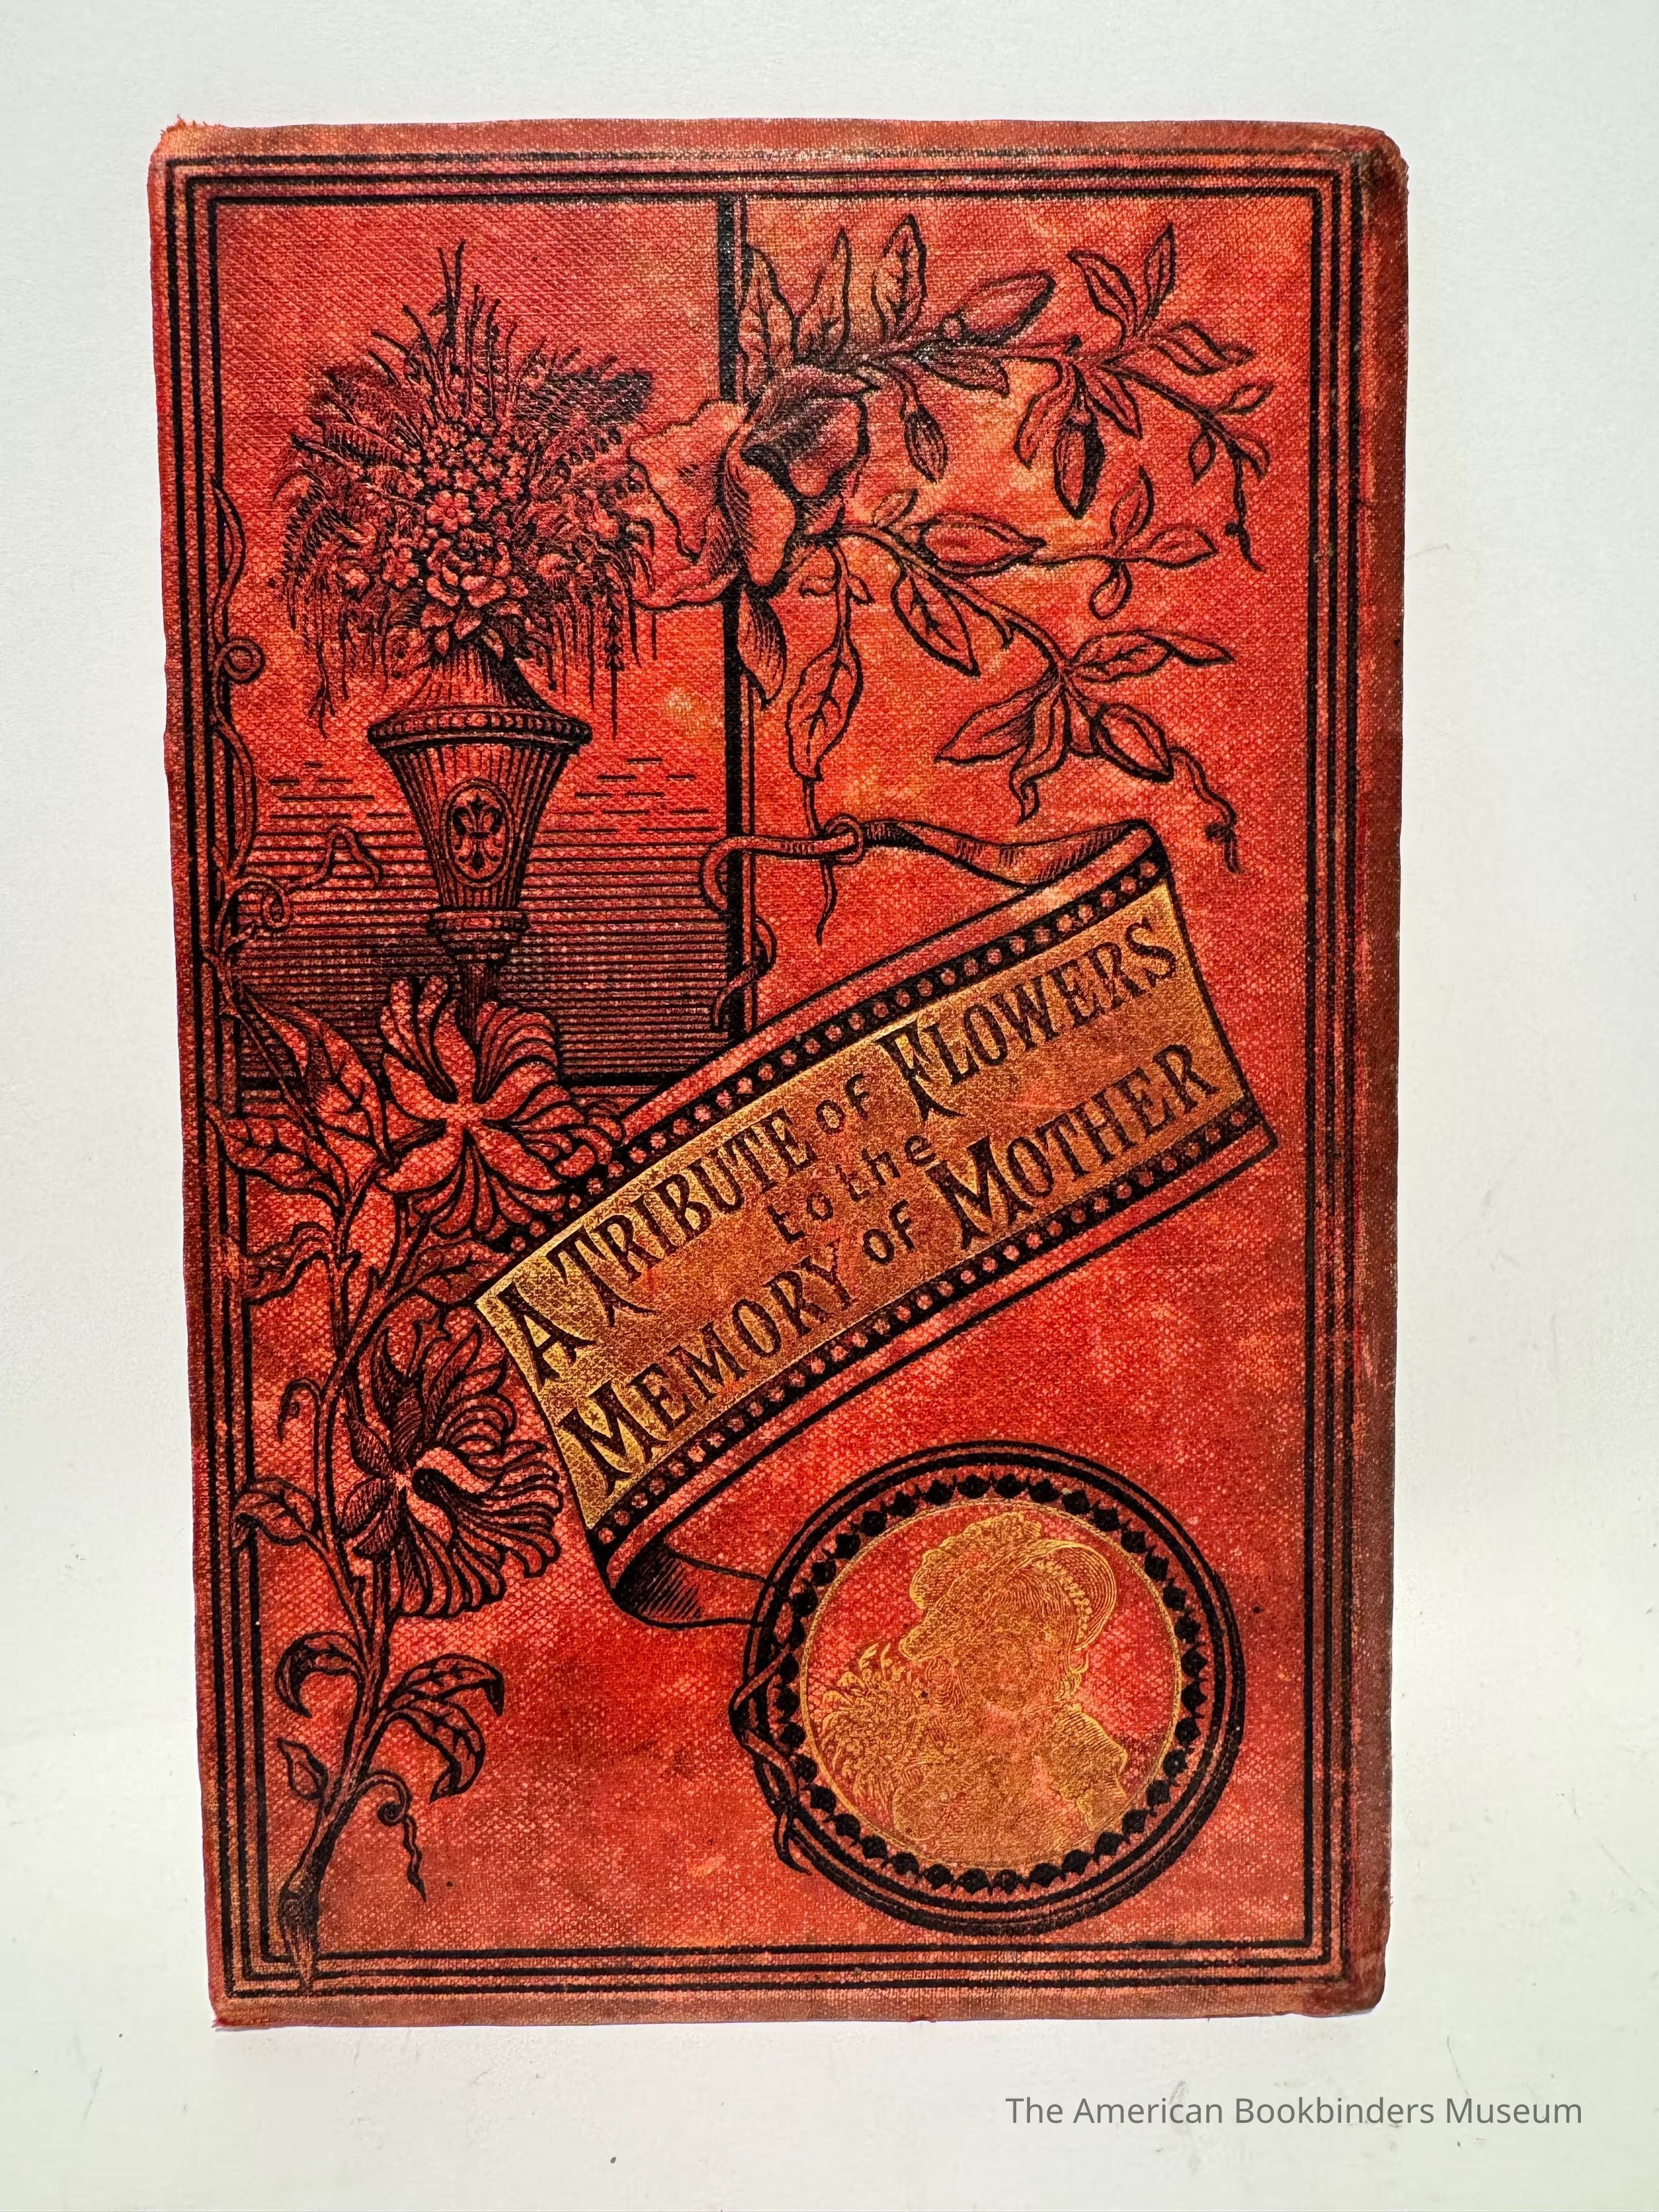 A TRIBUTE OF FLOWERS
to the
MEMORY OF MOTHER
The American Bookbinders Museum